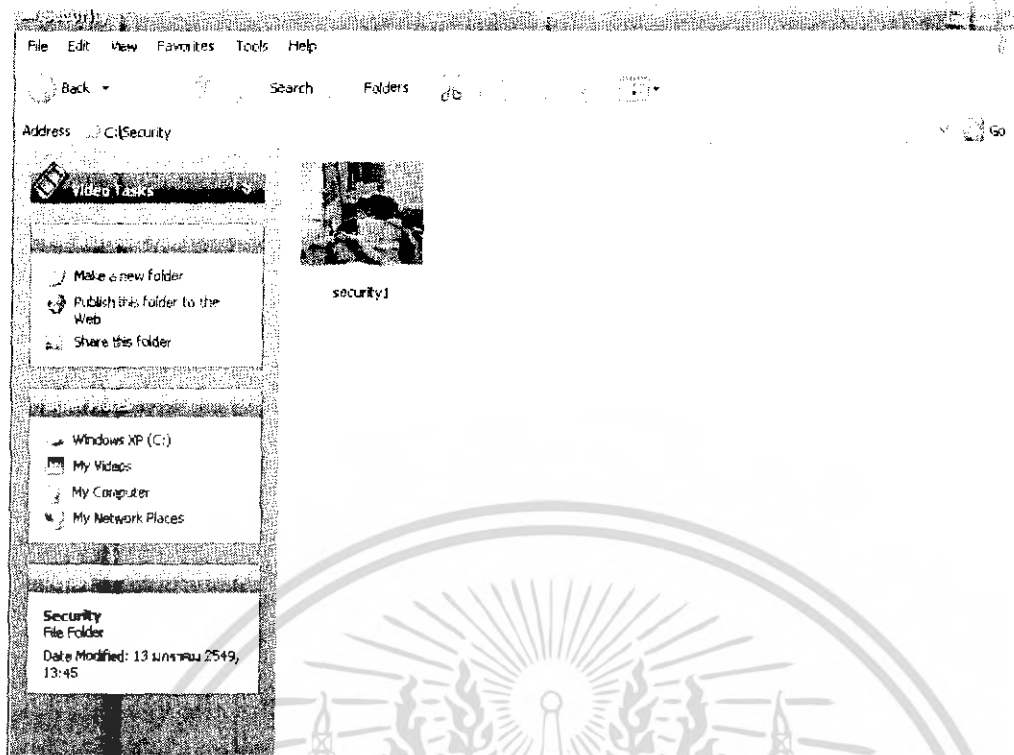 File Edit View Favorites Tools Help
Back Search Folders
Address C:\Security Go
Video Tasks
Make a new folder
Publish this folder to the
Web
Share this folder
Windows XP (C:)
My Videos
My Computer
My Network Places
Security
File Folder
Date Modified: 13 มกราคม 2549,
13:45
security1